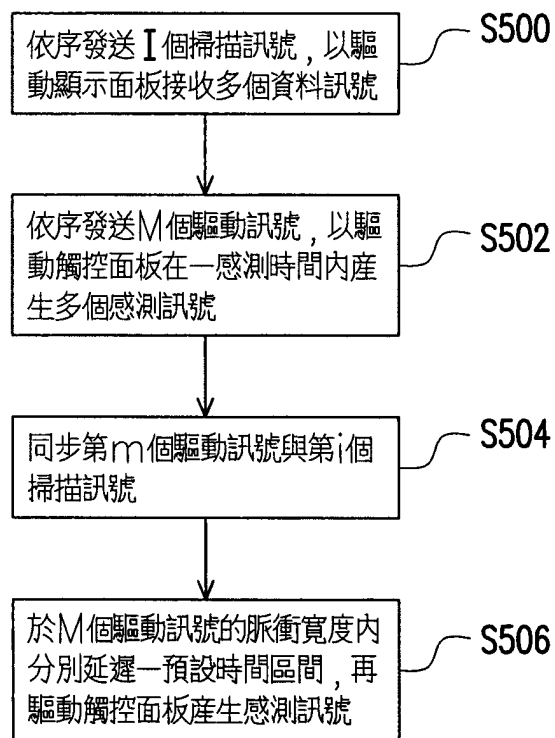 依序發送I個掃描訊號,以驅
動顯示面板接收多個資料訊號
S500
依序發送M個驅動訊號,以驅
動觸控面板在一感測時間內產
生多個感測訊號
S502
同步第m個驅動訊號與第i個
掃描訊號
S504
於M個驅動訊號的脈衝寬度內
分別延遲一預設時間區間,再
驅動觸控面板產生感測訊號
S506